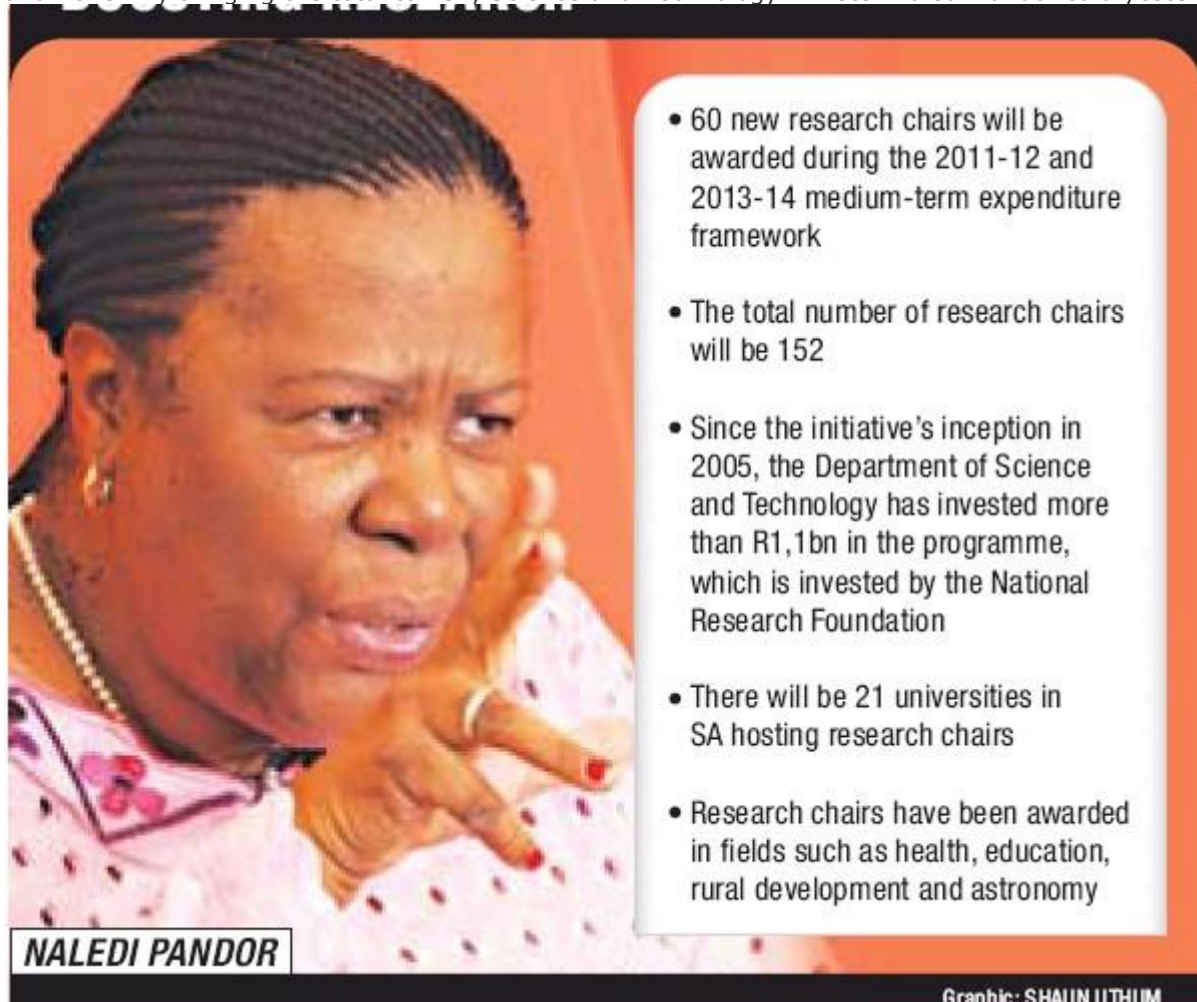 • 60 new research chairs will be
awarded during the 2011-12 and
2013-14 medium-term expenditure
framework
• The total number of research chairs
will be 152
• Since the initiative's inception in
2005, the Department of Science
and Technology has invested more
than R1,1bn in the programme,
which is invested by the National
Research Foundation
• There will be 21 universities in
SA hosting research chairs
• Research chairs have been awarded
in fields such as health, education,
rural development and astronomy
NALEDI PANDOR
Graphic: SHAUN UTHUM